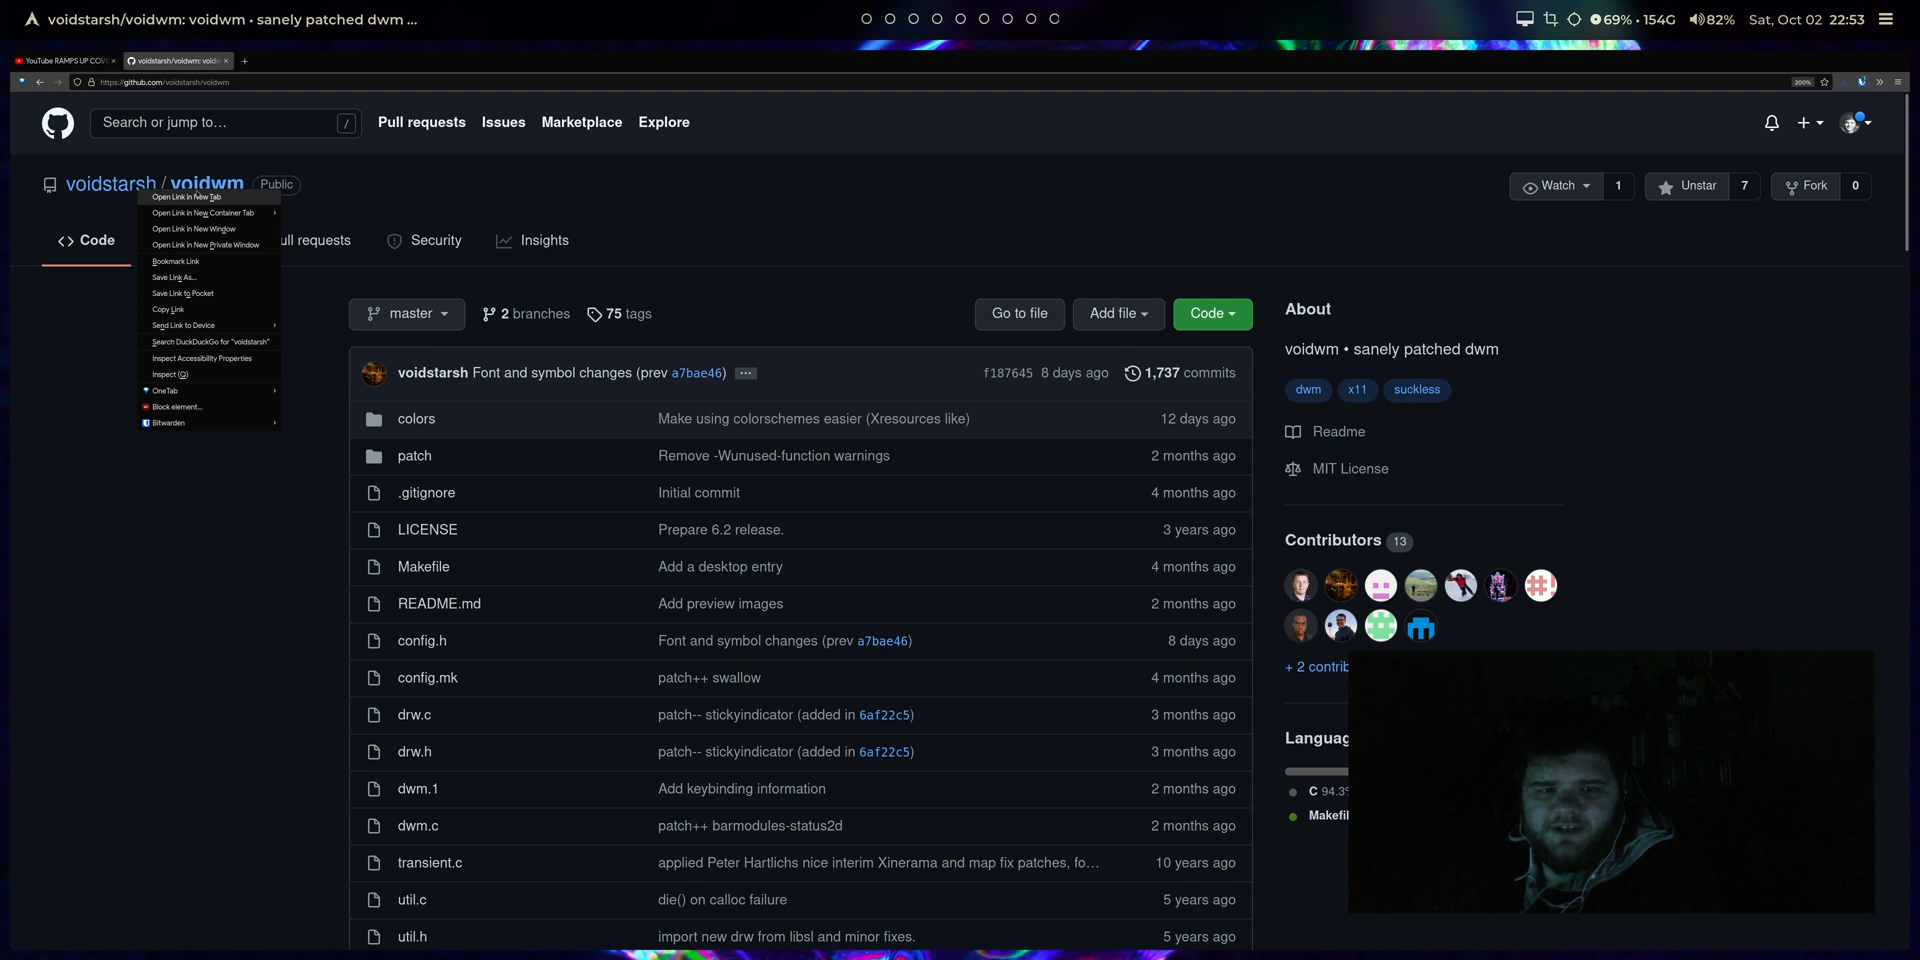 voidstarsh/voidwm: voidwm • sanely patched dwm ...
69% • 154G 82% Sat, Oct 02 22:53
YouTube RAMPS UP COVI
voidstarsh/voidwm: voidw
https://github.com/voidstarsh/voidwm
200%
Search or jump to…
/
Pull requests Issues Marketplace Explore
voidstarsh / voidwm Public
Watch 1 Unstar 7 Fork 0
Code
ull requests Security Insights
Open Link in New Tab
Open Link in New Container Tab
Open Link in New Window
Open Link in New Private Window
Bookmark Link
Save Link As...
Save Link to Pocket
Copy Link
Send Link to Device
Search DuckDuckGo for "voidstarsh"
Inspect Accessibility Properties
Inspect (Q)
OneTab
Block element...
Bitwarden
master 2 branches 75 tags
Go to file Add file Code
voidstarsh Font and symbol changes (prev a7bae46) ... f187645 8 days ago 1,737 commits
colors Make using colorschemes easier (Xresources like) 12 days ago
patch Remove -Wunused-function warnings 2 months ago
.gitignore Initial commit 4 months ago
LICENSE Prepare 6.2 release. 3 years ago
Makefile Add a desktop entry 4 months ago
README.md Add preview images 2 months ago
config.h Font and symbol changes (prev a7bae46) 8 days ago
config.mk patch++ swallow 4 months ago
drw.c patch-- stickyindicator (added in 6af22c5) 3 months ago
drw.h patch-- stickyindicator (added in 6af22c5) 3 months ago
dwm.1 Add keybinding information 2 months ago
dwm.c patch++ barmodules-status2d 2 months ago
transient.c applied Peter Hartlichs nice interim Xinerama and map fix patches, fo… 10 years ago
util.c die() on calloc failure 5 years ago
util.h import new drw from libsl and minor fixes. 5 years ago
About
voidwm • sanely patched dwm
dwm x11 suckless
Readme
MIT License
Contributors 13
+ 2 contrib
Languag
C 94.3%
Makefil